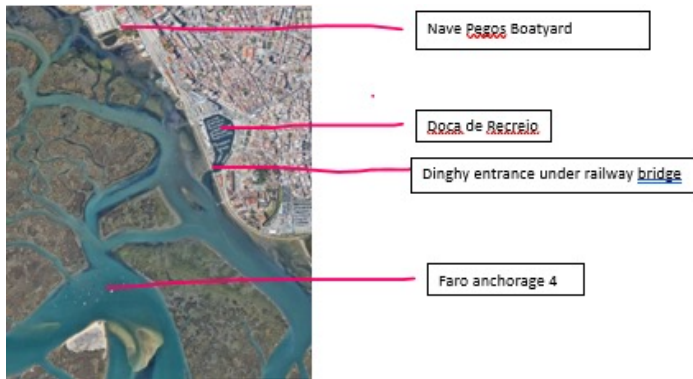 Nave Pegos Boatyard
Doca de Recreio
Dinghy entrance under railway bridge
Faro anchorage 4